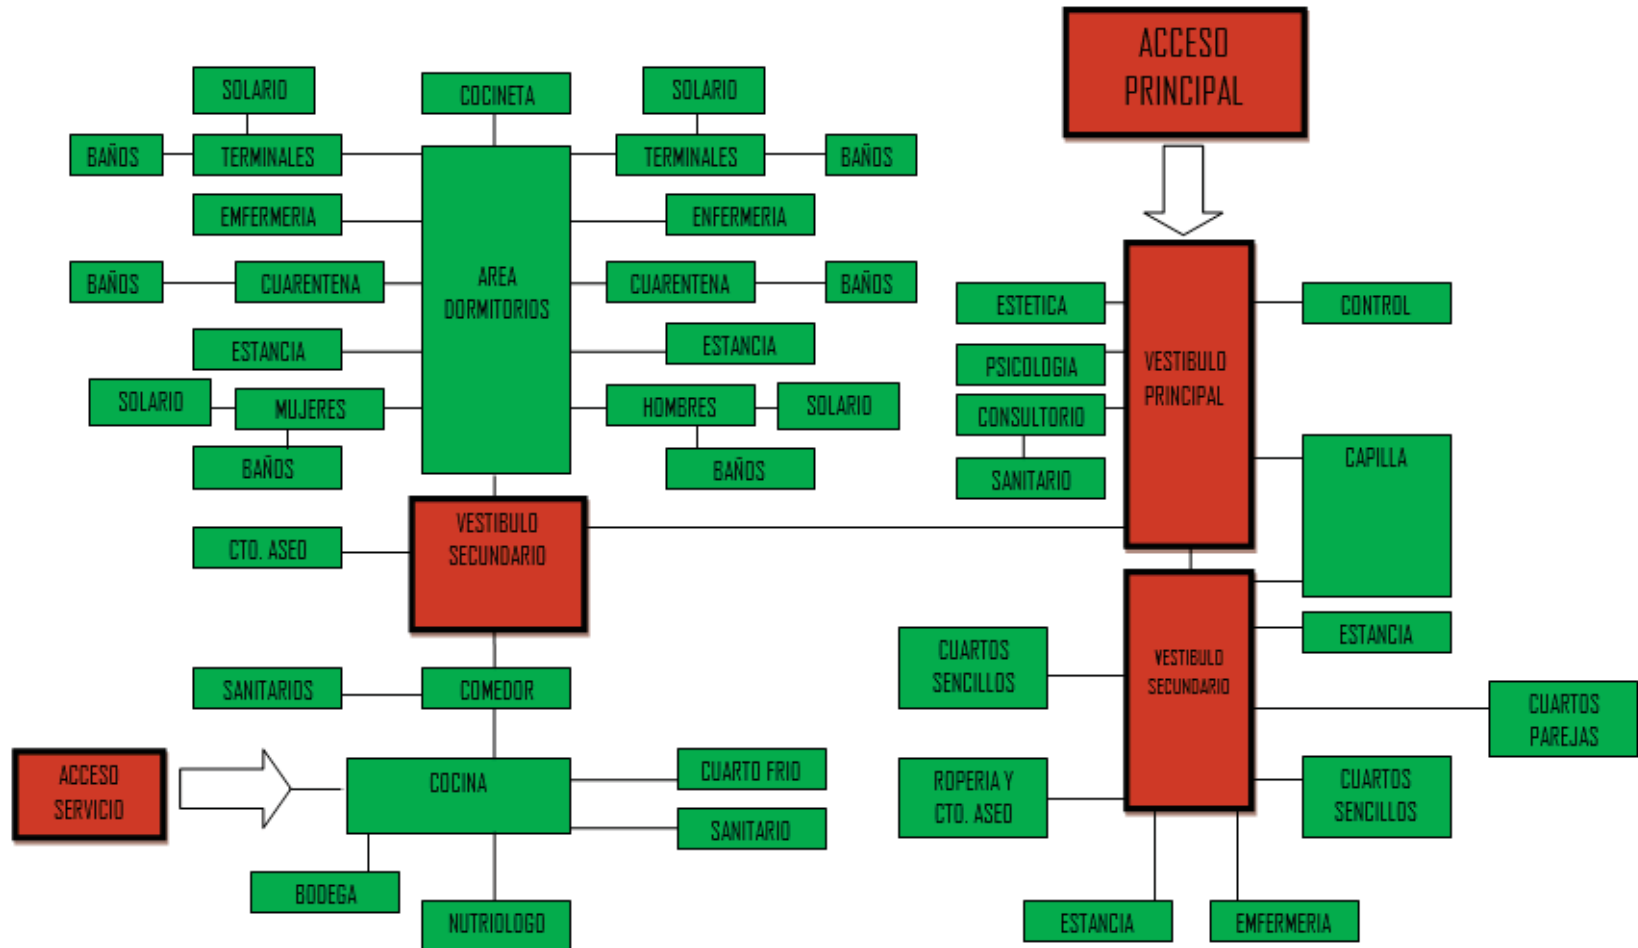 ACCESO
PRINCIPAL
SOLARIO
COCINETA
SOLARIO
BAÑOS
TERMINALES
TERMINALES
BAÑOS
EMFERMERIA
ENFERMERIA
BAÑOS
CUARENTENA
AREA
DORMITORIOS
CUARENTENA
BAÑOS
ESTANCIA
ESTANCIA
SOLARIO
MUJERES
HOMBRES
SOLARIO
BAÑOS
BAÑOS
ESTETICA
CONTROL
PSICOLOGIA
VESTIBULO
PRINCIPAL
CONSULTORIO
SANITARIO
CAPILLA
CTO. ASEO
VESTIBULO
SECUNDARIO
SANITARIOS
COMEDOR
ACCESO
SERVICIO
COCINA
CUARTO FRIO
SANITARIO
BODEGA
NUTRIOLOGO
CUARTOS
SENCILLOS
VESTIBULO
SECUNDARIO
ESTANCIA
CUARTOS
PAREJAS
ROPERIA Y
CTO. ASEO
CUARTOS
SENCILLOS
ESTANCIA
EMFERMERIA